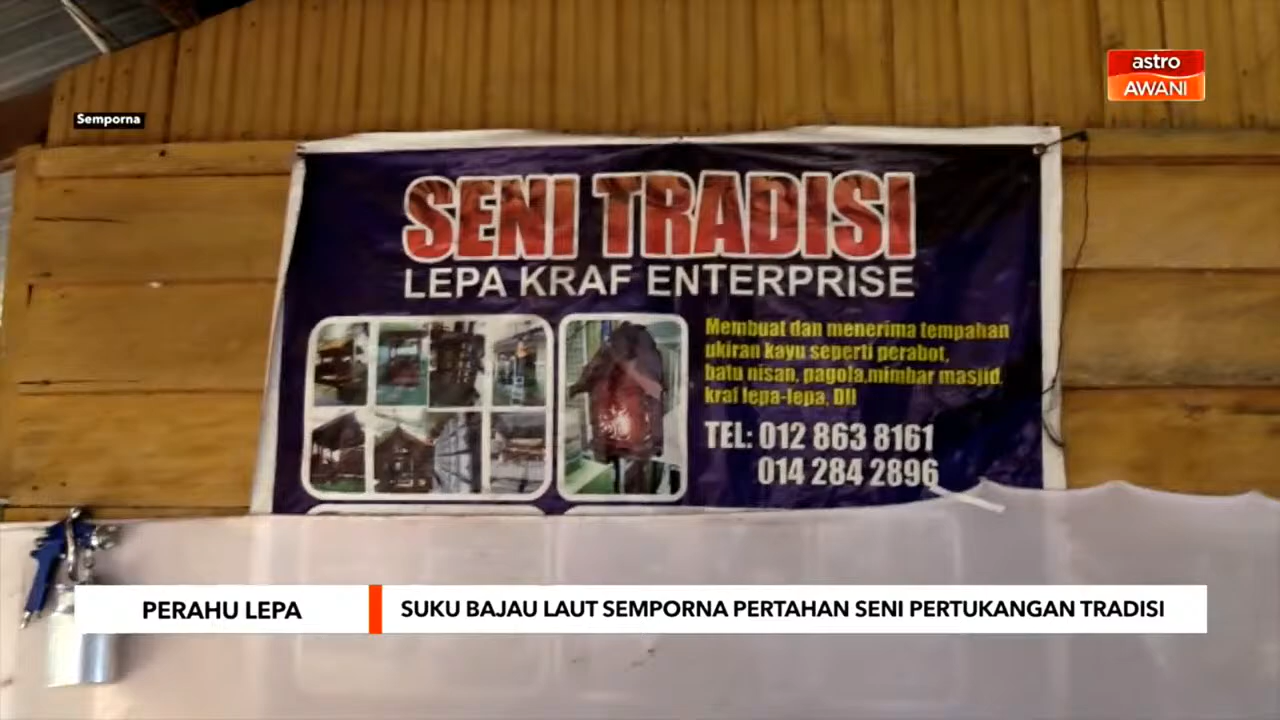 astro
AWANI
Semporna
SENI TRADISI
LEPA KRAF ENTERPRISE
Membuat dan menerima tempahan
ukiran kayu seperti perabot,
batu nisan, pagola,mimbar masjid,
kraf lepa-lepa, Dll
TEL: 012 863 8161
014 284 2896
PERAHU LEPA
SUKU BAJAU LAUT SEMPORNA PERTAHAN SENI PERTUKANGAN TRADISI